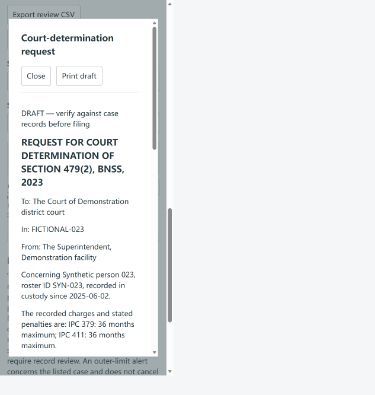 Export review CSV
Court-determination
request
Close
Print draft
DRAFT — verify against case
records before filing
REQUEST FOR COURT
DETERMINATION OF
SECTION 479(2), BNSS,
2023
To: The Court of Demonstration
district court
In: FICTIONAL-023
From: The Superintendent,
Demonstration facility
Concerning Synthetic person 023,
roster ID SYN-023, recorded in
custody since 2025-06-02.
The recorded charges and stated
penalties are: IPC 379: 36 months
maximum; IPC 411: 36 months
maximum.
require record review. An outer-limit alert
concerns the listed case and does not cancel